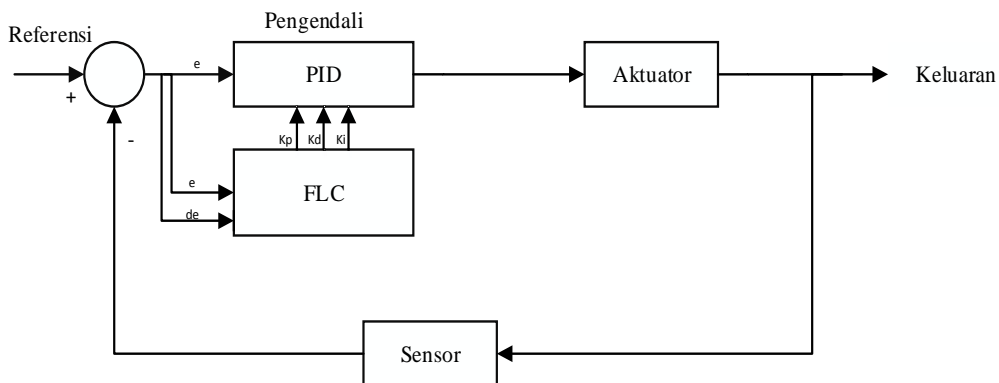 Pengendali
Referensi
e
PID
Aktuator
Keluaran
+
-
Kp Kd Ki
e
FLC
de
Sensor